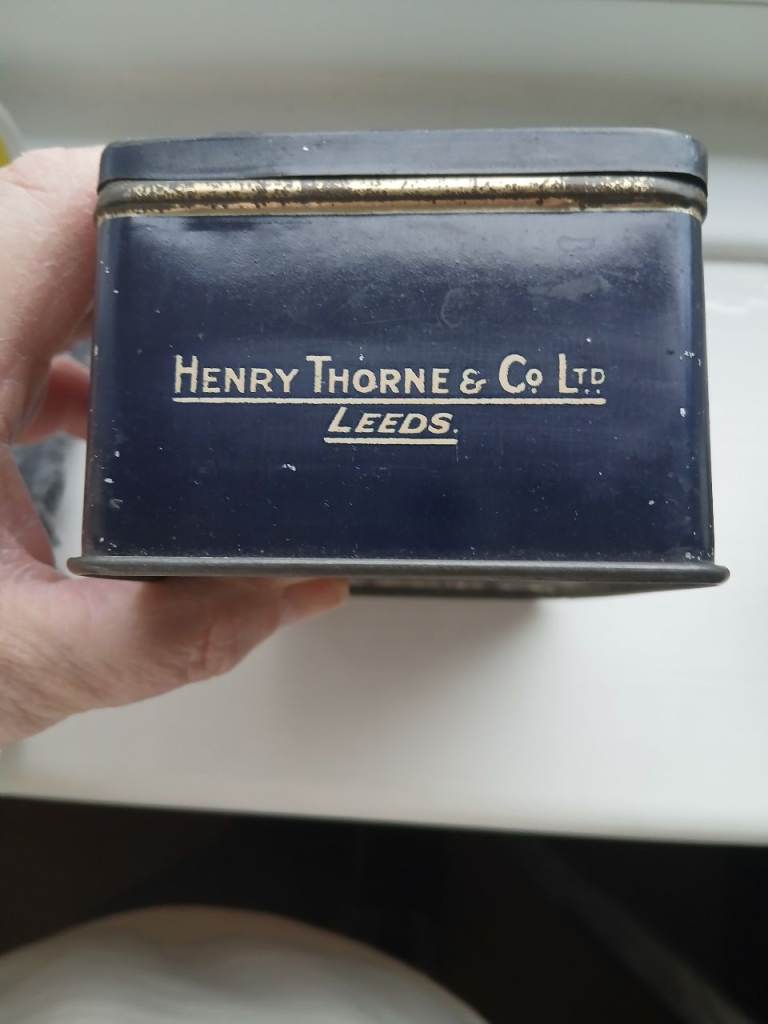 HENRY THORNE & Co LTD
LEEDS.